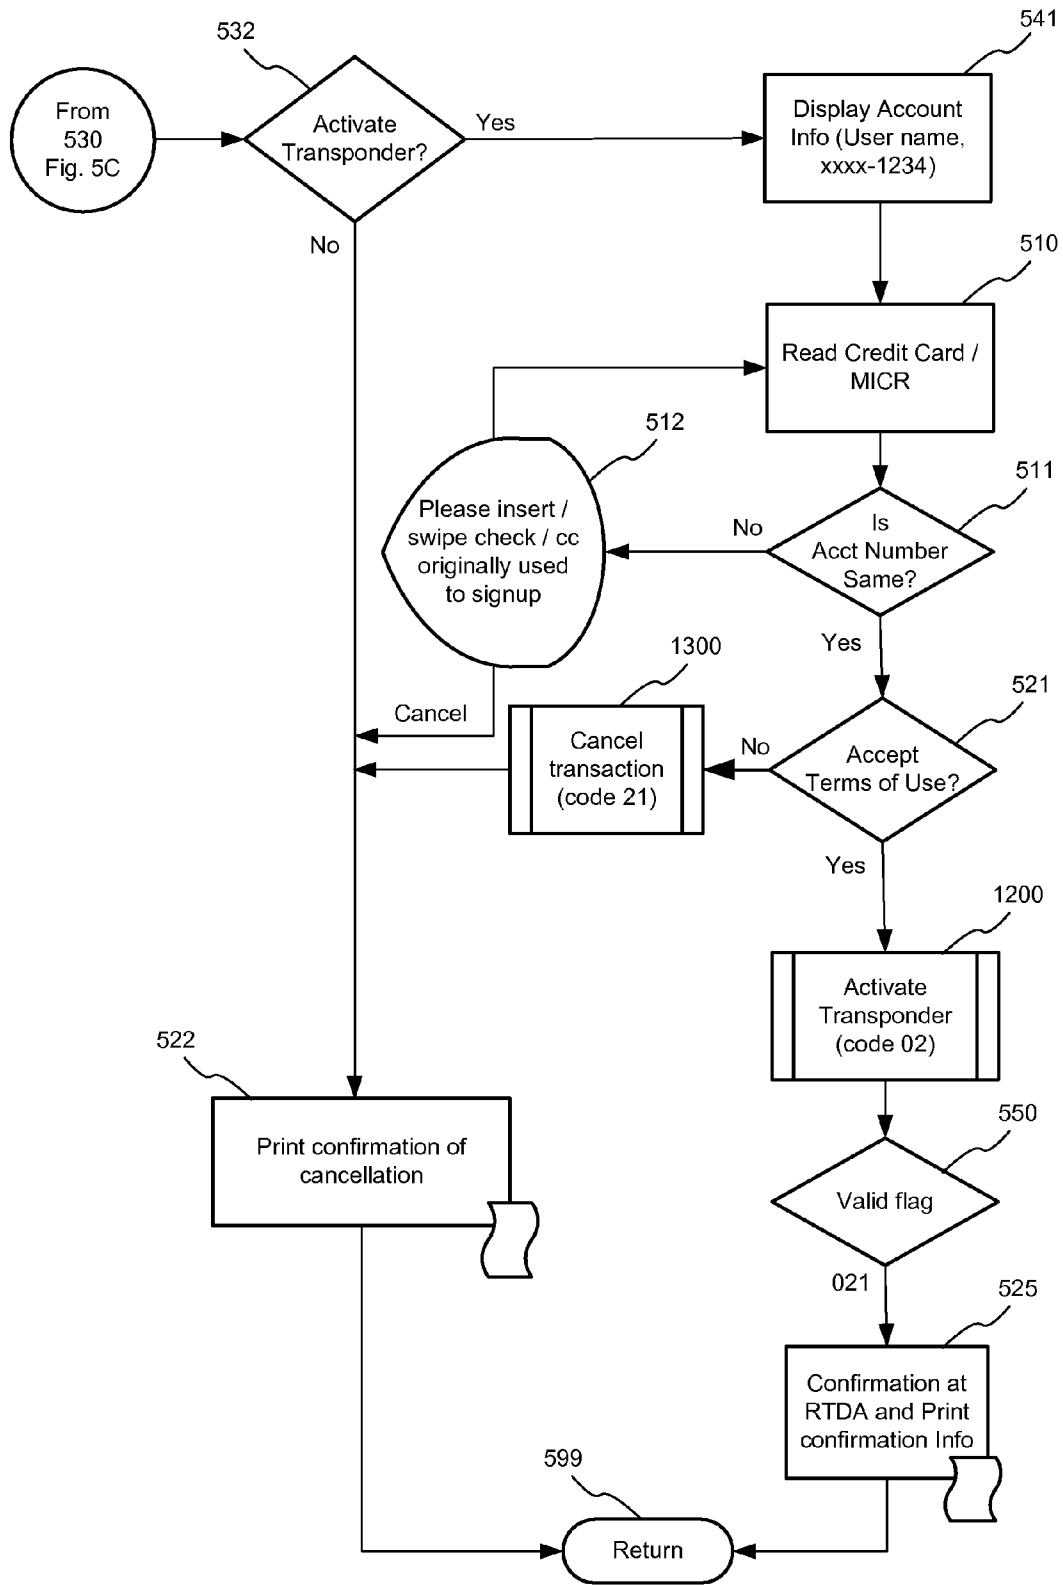 532
541
From
530
Fig. 5C
Activate
Transponder?
Yes
Display Account
Info (User name,
xxxx-1234)
No
510
Read Credit Card /
MICR
512
511
Please insert /
swipe check / cc
originally used
to signup
No
Is
Acct Number
Same?
Yes
1300
521
Cancel
Cancel
transaction
(code 21)
No
Accept
Terms of Use?
Yes
1200
Activate
Transponder
(code 02)
522
Print confirmation of
cancellation
550
Valid flag
021
525
Confirmation at
RTDA and Print
confirmation Info
599
Return